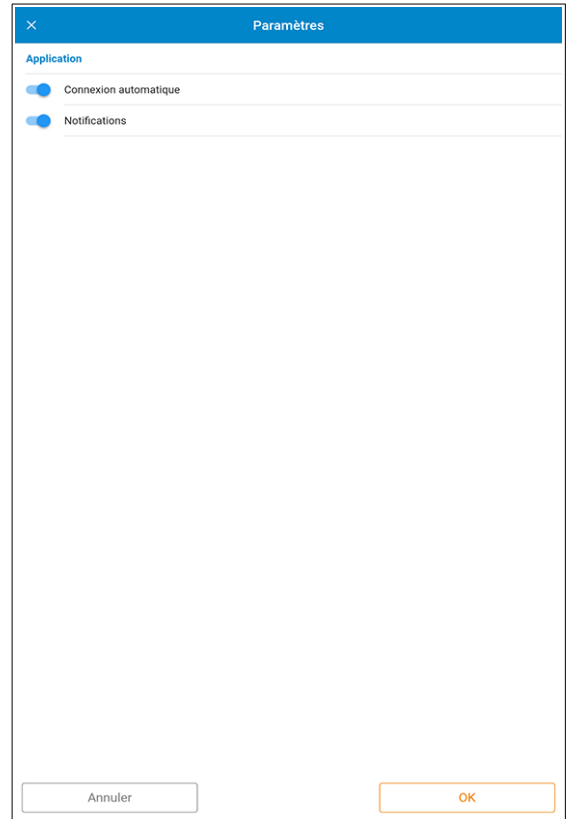 Paramètres
Application
Connexion automatique
Notifications
Annuler
OK